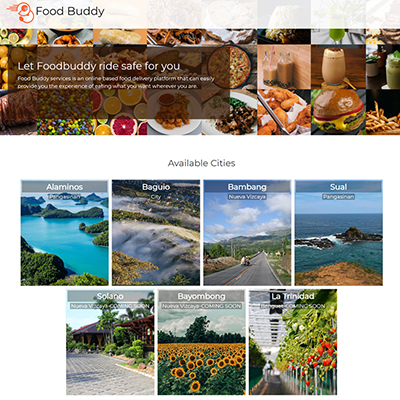 Food Buddy
Let Foodbuddy ride safe for you
Food Buddy services is an online based food delivery platform that can easily
provide you the experience of eating what you want wherever you are.
Available Cities
Alaminos
Pangasinan
Baguio
City
Bambang
Nueva Vizcaya
Sual
Pangasinan
Solano
Nueva Vizcaya-COMING SOON
Bayombong
Nueva Vizcaya-COMING SOON
La Trinidad
Benguet-COMING SOON